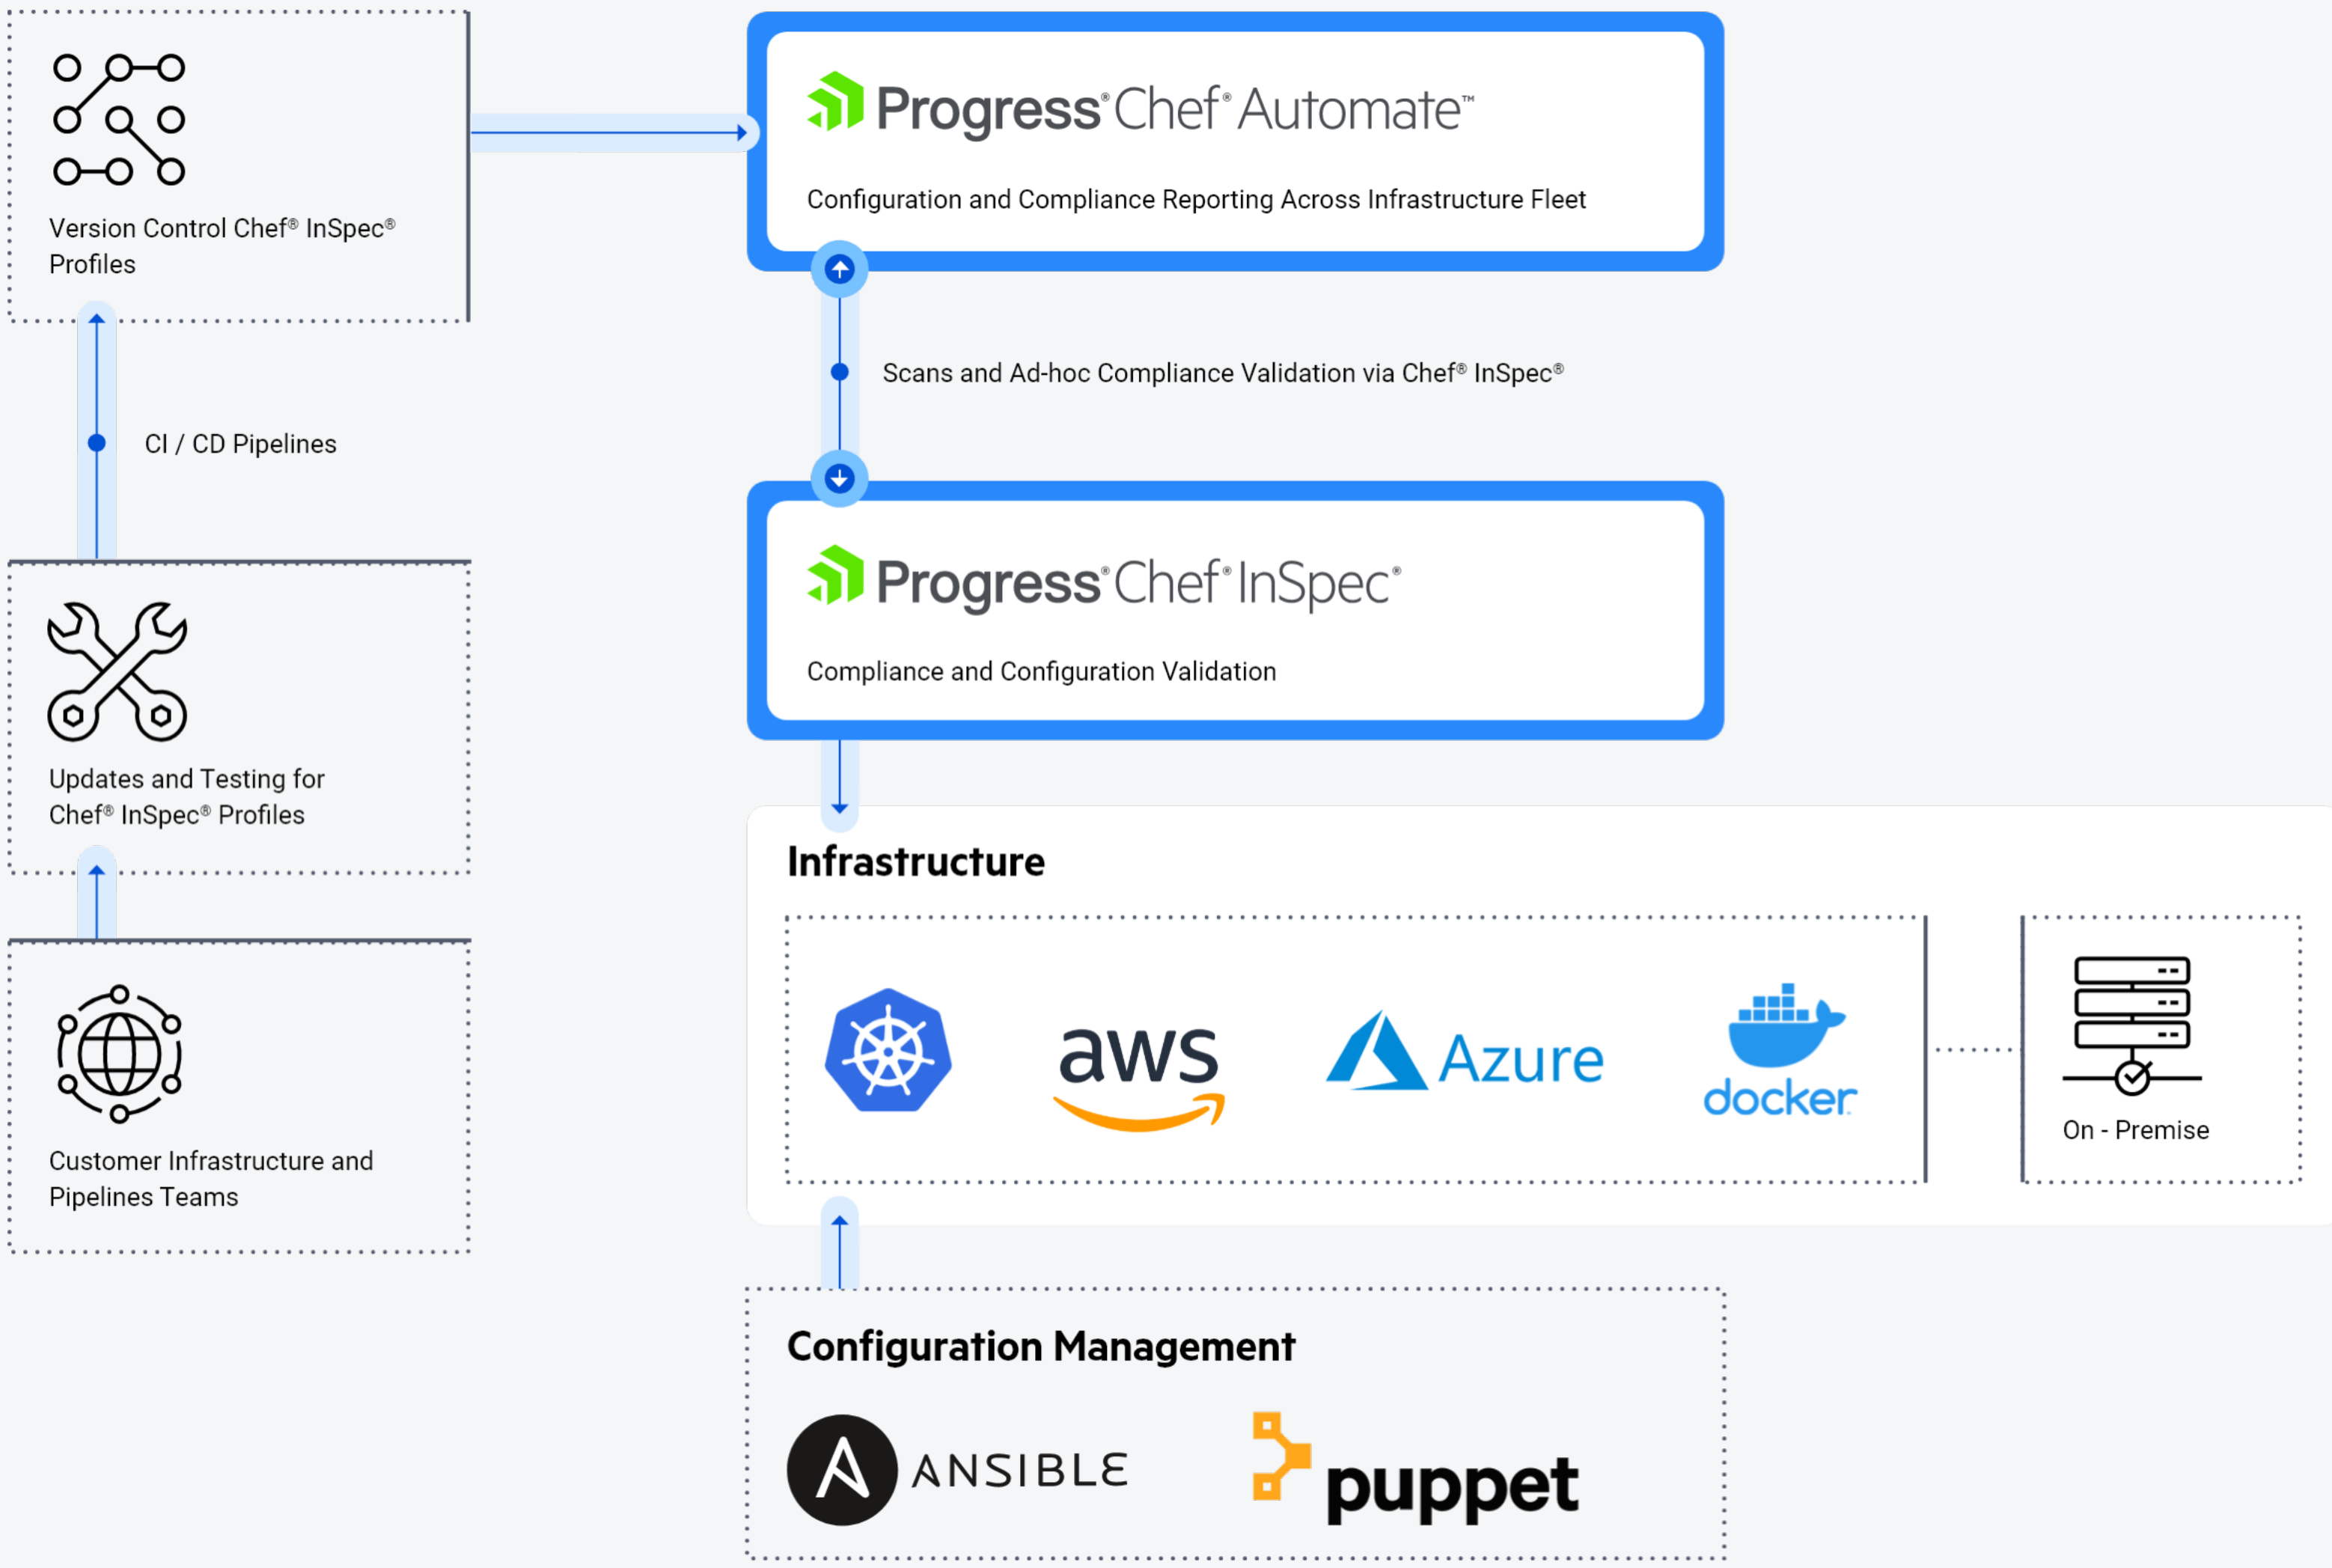 Version Control Chef® InSpec®
Profiles
CI / CD Pipelines
Updates and Testing for
Chef® InSpec® Profiles
Customer Infrastructure and
Pipelines Teams
Progress® Chef® Automate™
Configuration and Compliance Reporting Across Infrastructure Fleet
Scans and Ad-hoc Compliance Validation via Chef® InSpec®
Progress® Chef® InSpec®
Compliance and Configuration Validation
Infrastructure
aws
Azure
docker
On - Premise
Configuration Management
ANSIBLE
puppet